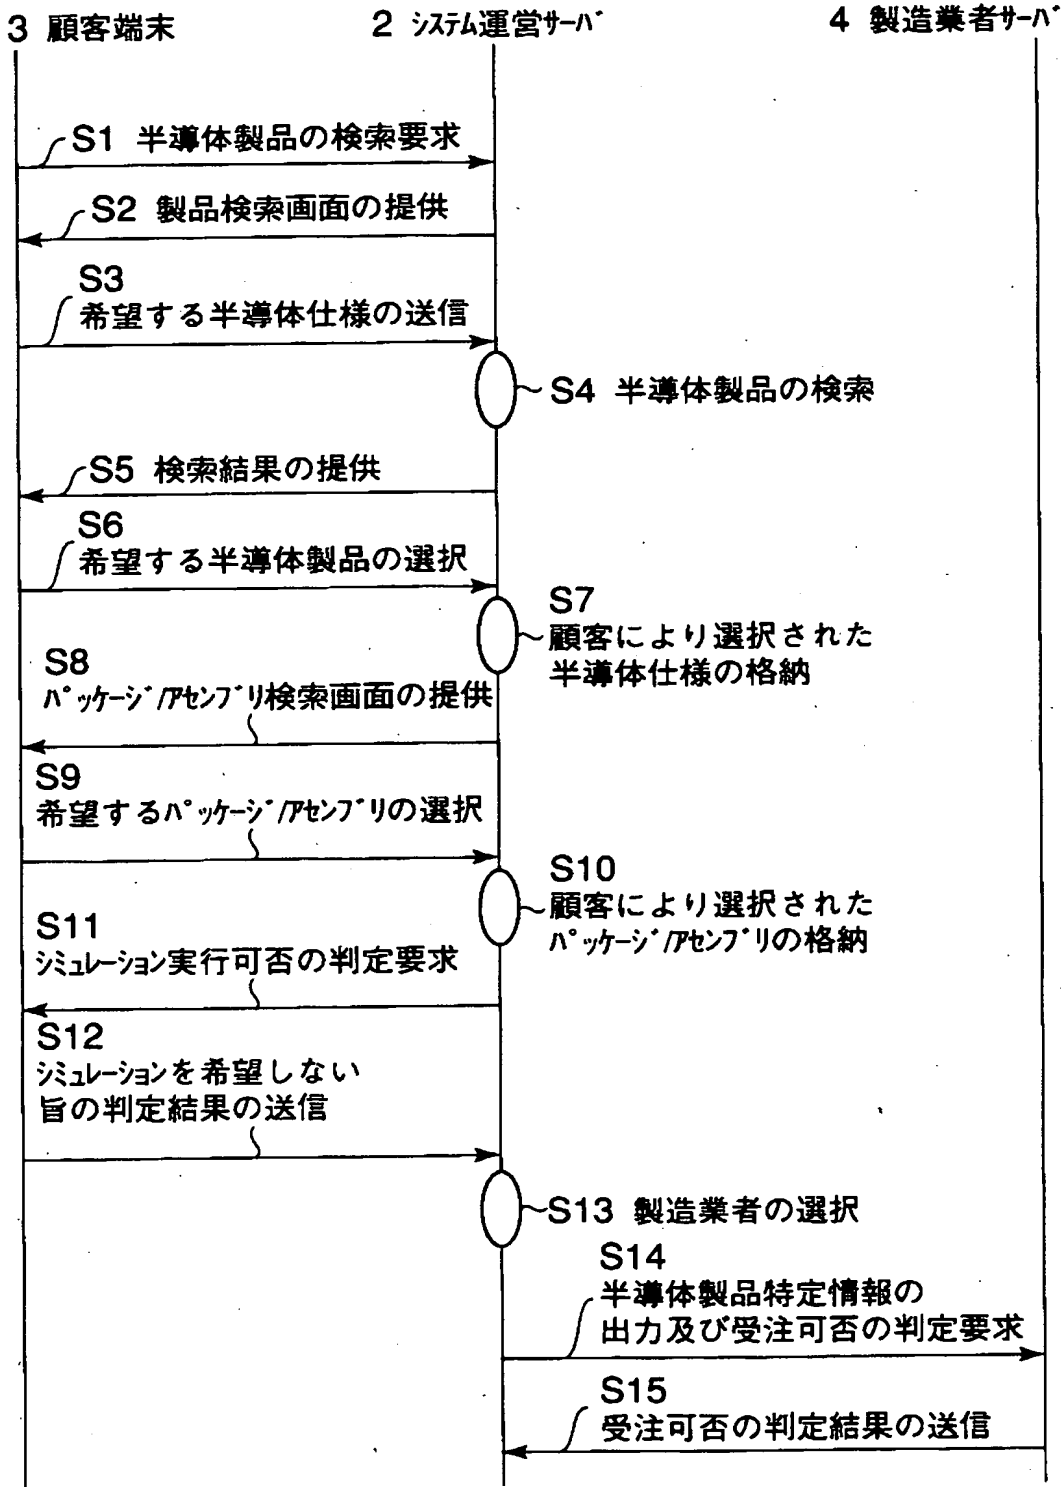 3 顧客端末
2 システム運営サーバ
4 製造業者サーバ
S1 半導体製品の検索要求
S2 製品検索画面の提供
S3
希望する半導体仕様の送信
S4 半導体製品の検索
S5 検索結果の提供
S6
希望する半導体製品の選択
S7
顧客により選択された
半導体仕様の格納
S8
パッケージ/アセンブリ検索画面の提供
S9
希望するパッケージ/アセンブリの選択
S10
顧客により選択された
パッケージ/アセンブリの格納
S11
シミュレーション実行可否の判定要求
S12
シミュレーションを希望しない
旨の判定結果の送信
S13 製造業者の選択
S14
半導体製品特定情報の
出力及び受注可否の判定要求
S15
受注可否の判定結果の送信